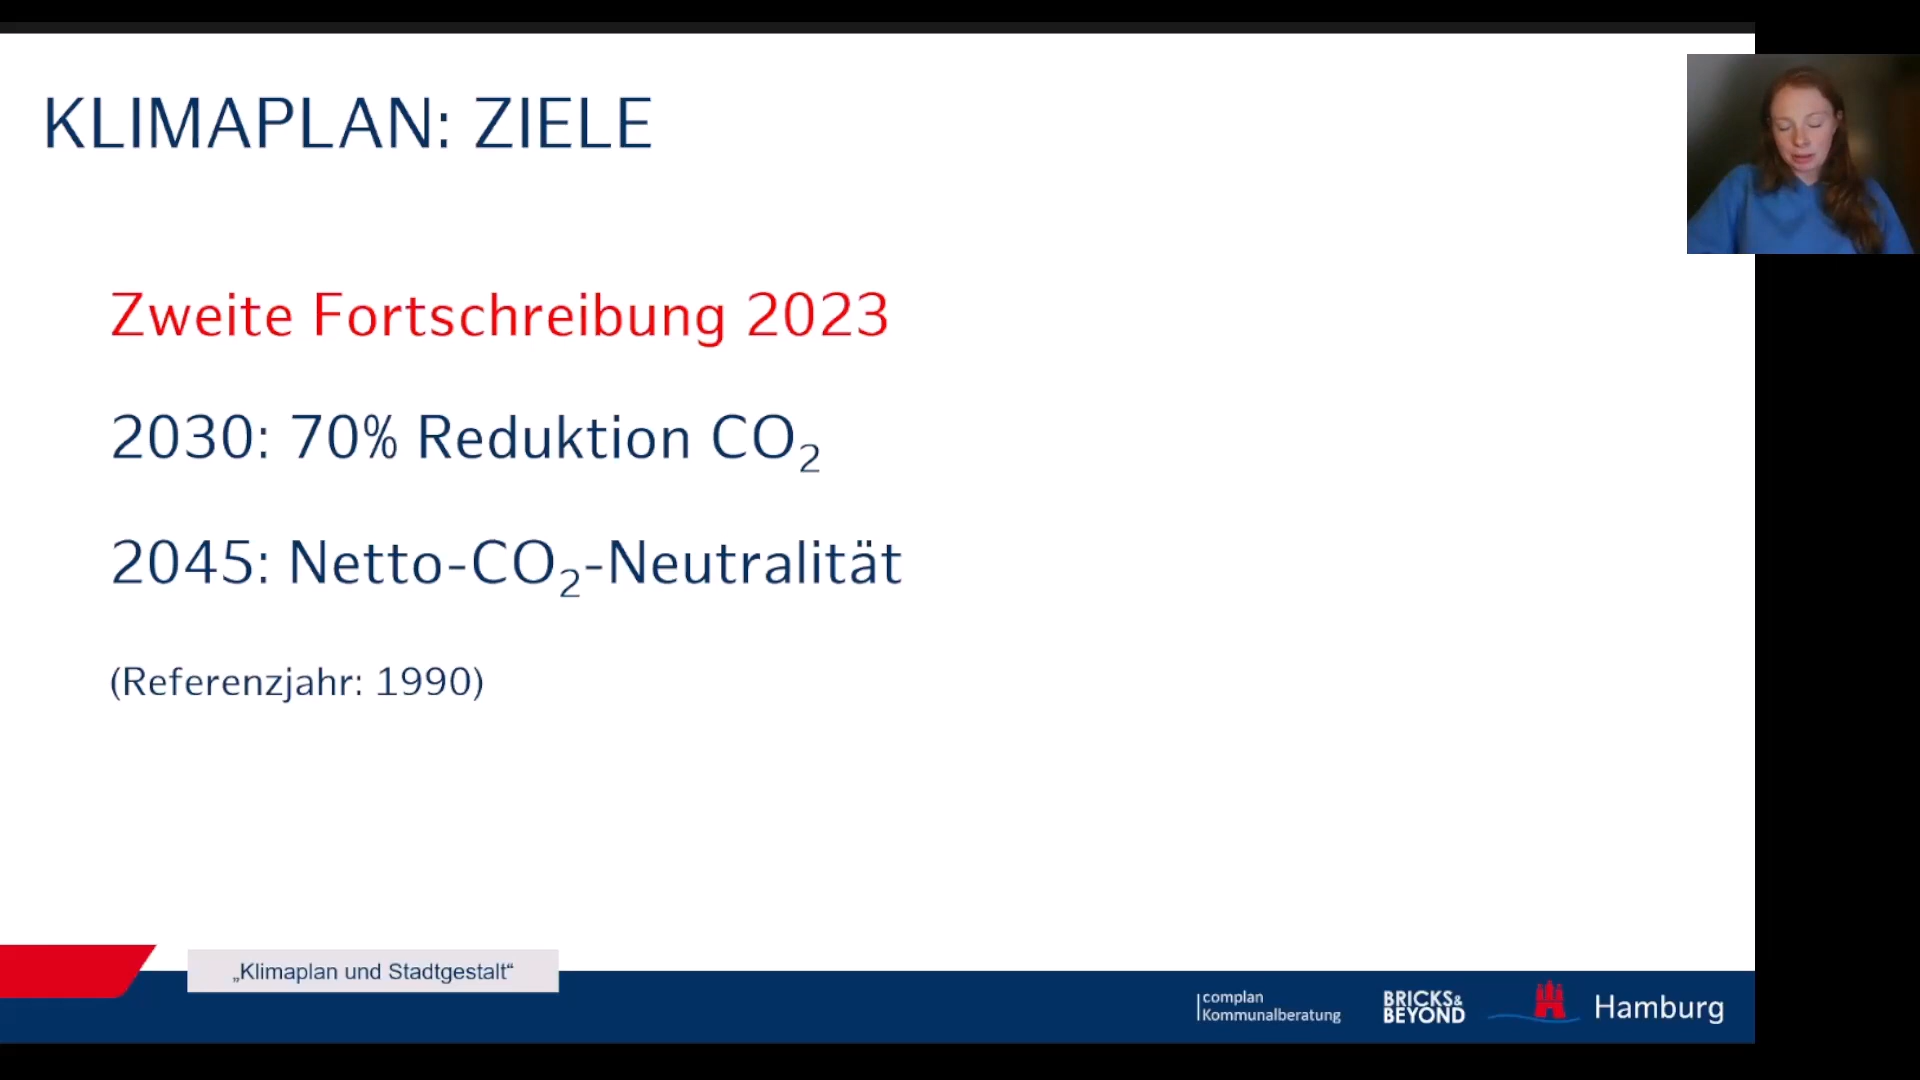 KLIMAPLAN: ZIELE
Zweite Fortschreibung 2023
2030: 70% Reduktion CO₂
2045: Netto-CO₂-Neutralität
(Referenzjahr: 1990)
„Klimaplan und Stadtgestalt“
complan
Kommunalberatung
BRICKS&
BEYOND
Hamburg